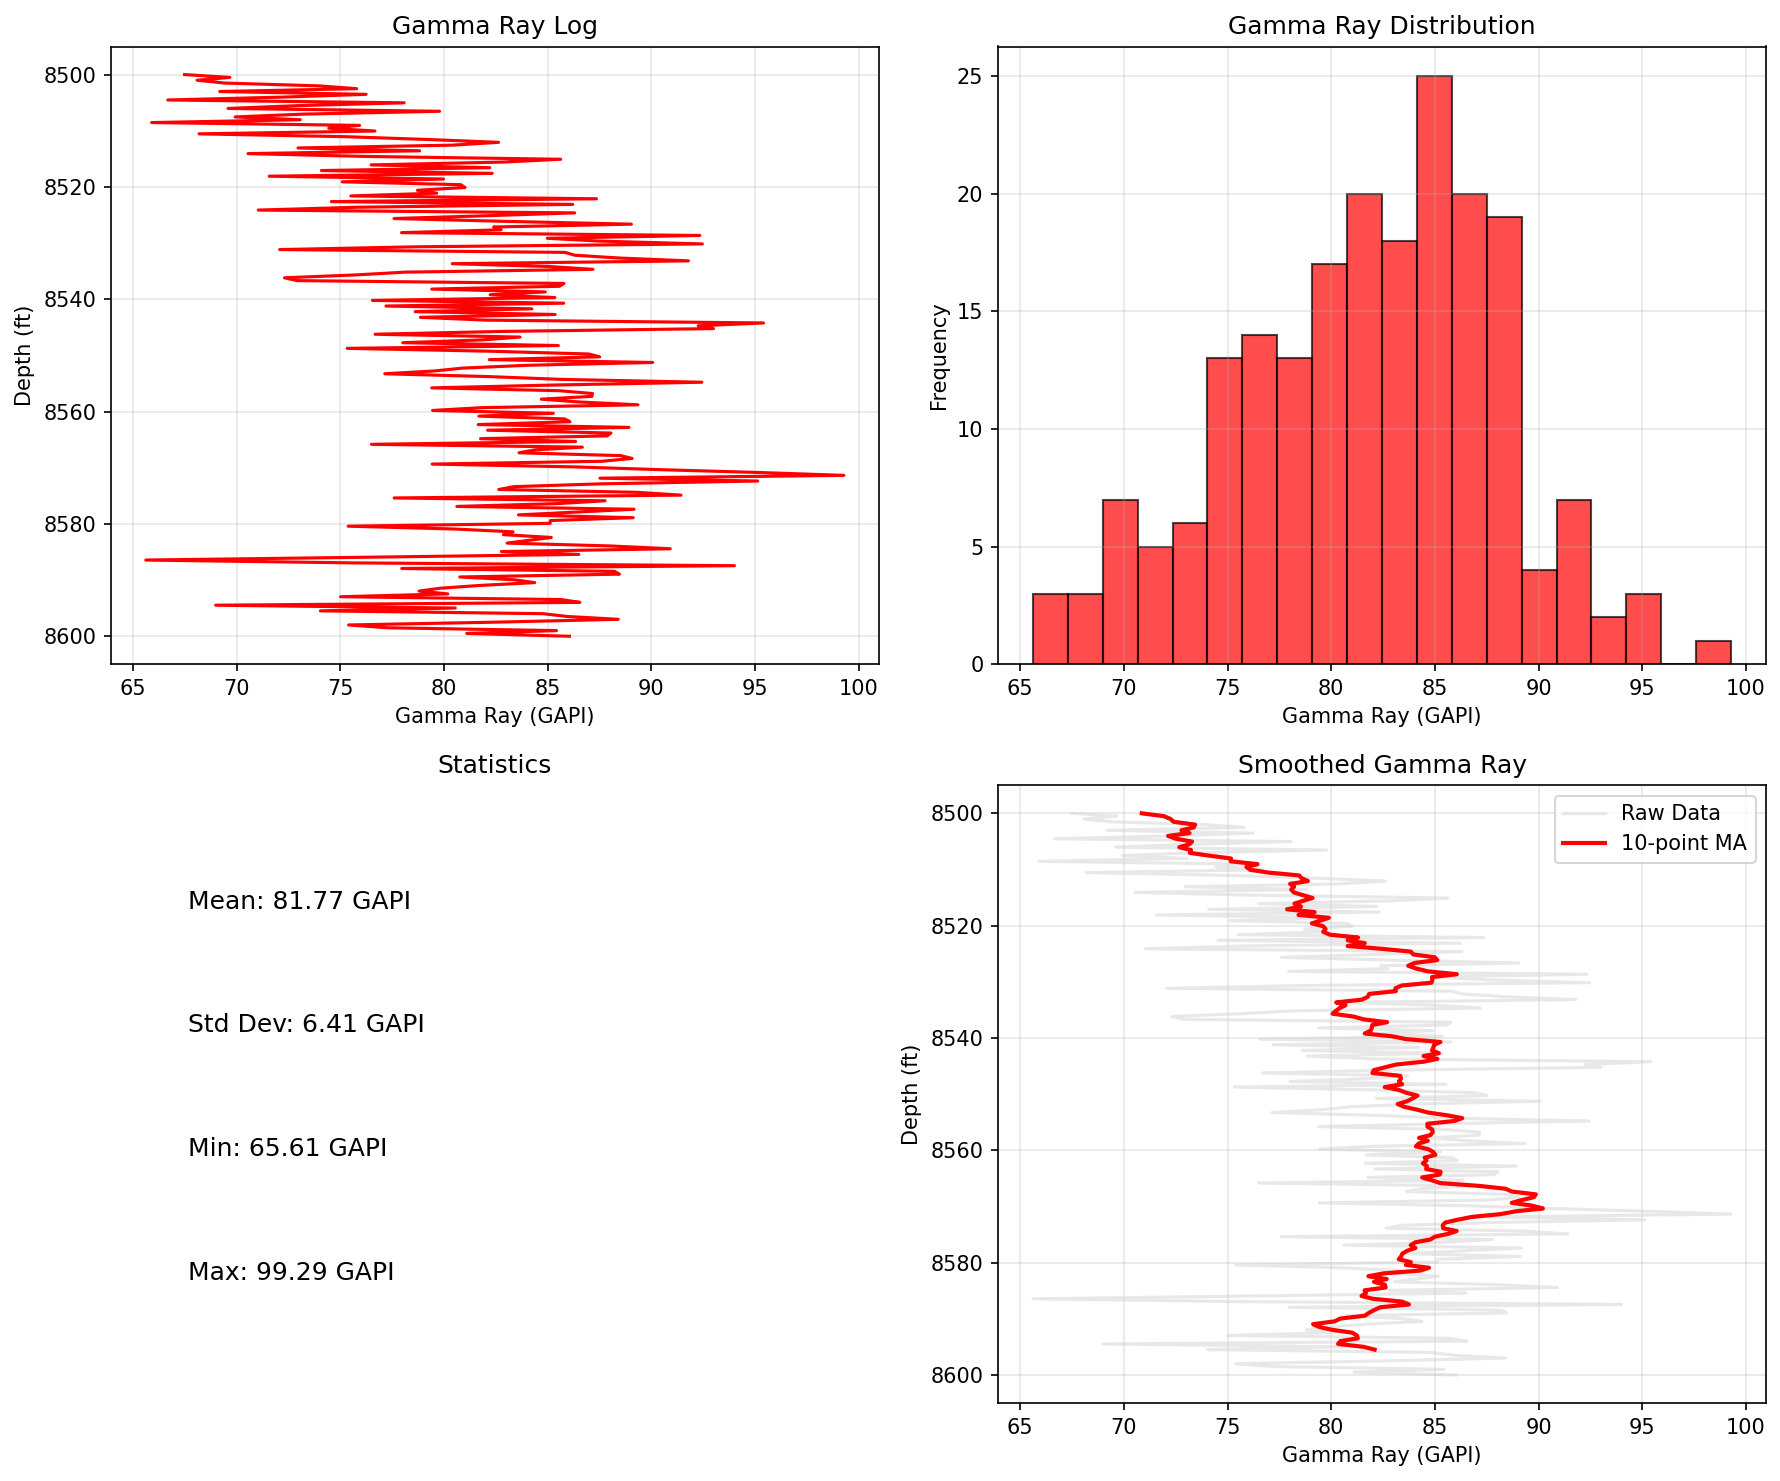 Gamma Ray Log
8500
8520
8540
8560
8580
8600
Depth (ft)
65 70 75 80 85 90 95 100
Gamma Ray (GAPI)
Gamma Ray Distribution
25
20
15
10
5
0
Frequency
65 70 75 80 85 90 95 100
Gamma Ray (GAPI)
Statistics
Mean: 81.77 GAPI
Std Dev: 6.41 GAPI
Min: 65.61 GAPI
Max: 99.29 GAPI
Smoothed Gamma Ray
Raw Data
10-point MA
8500
8520
8540
8560
8580
8600
Depth (ft)
65 70 75 80 85 90 95 100
Gamma Ray (GAPI)